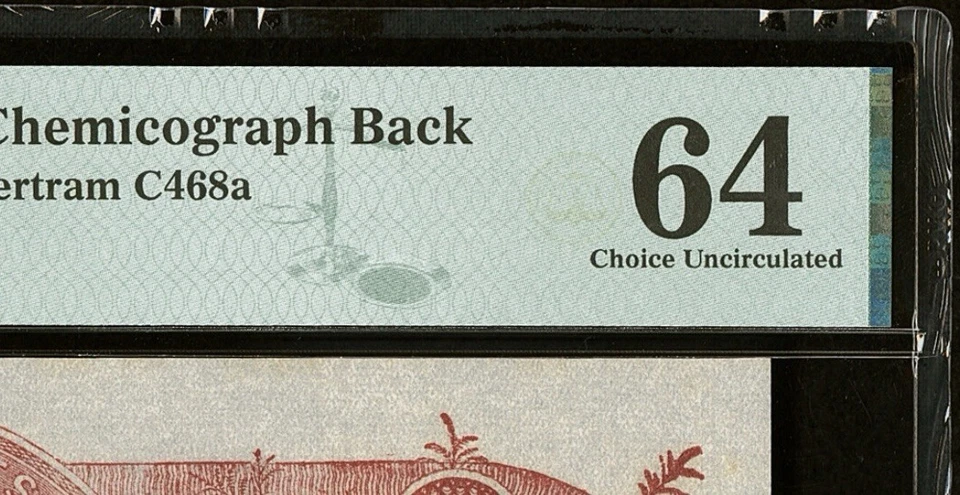 Chemicograph Back
ertram C468a
64
Choice Uncirculated